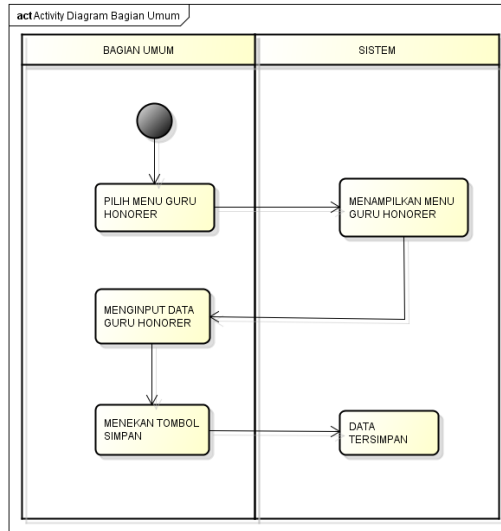 act Activity Diagram Bagian Umum
BAGIAN UMUM
SISTEM
PILIH MENU GURU
HONORER
MENAMPILKAN MENU
GURU HONORER
MENGINPUT DATA
GURU HONORER
MENEKAN TOMBOL
SIMPAN
DATA
TERSIMPAN